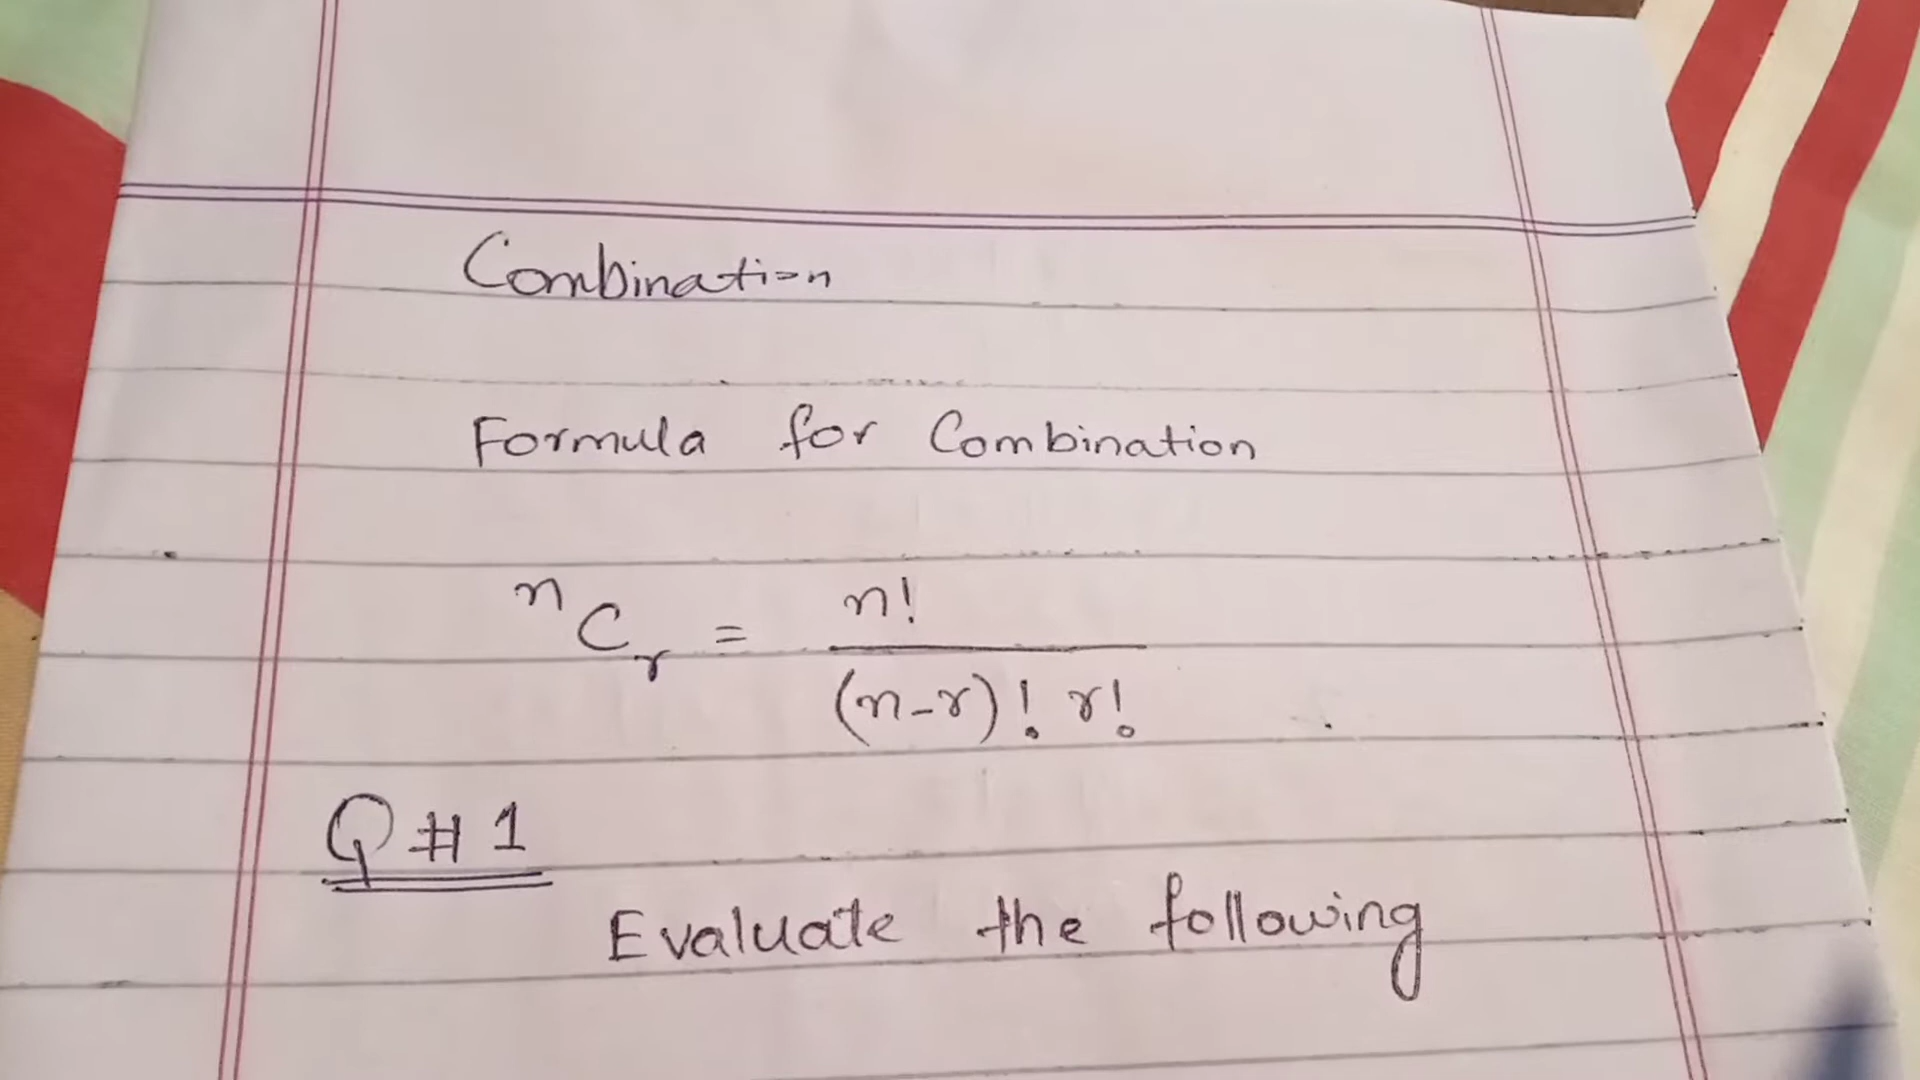 Combination
Formula for Combination
ⁿCᵣ = n! / (n-r)! r!
Q # 1
Evaluate the following